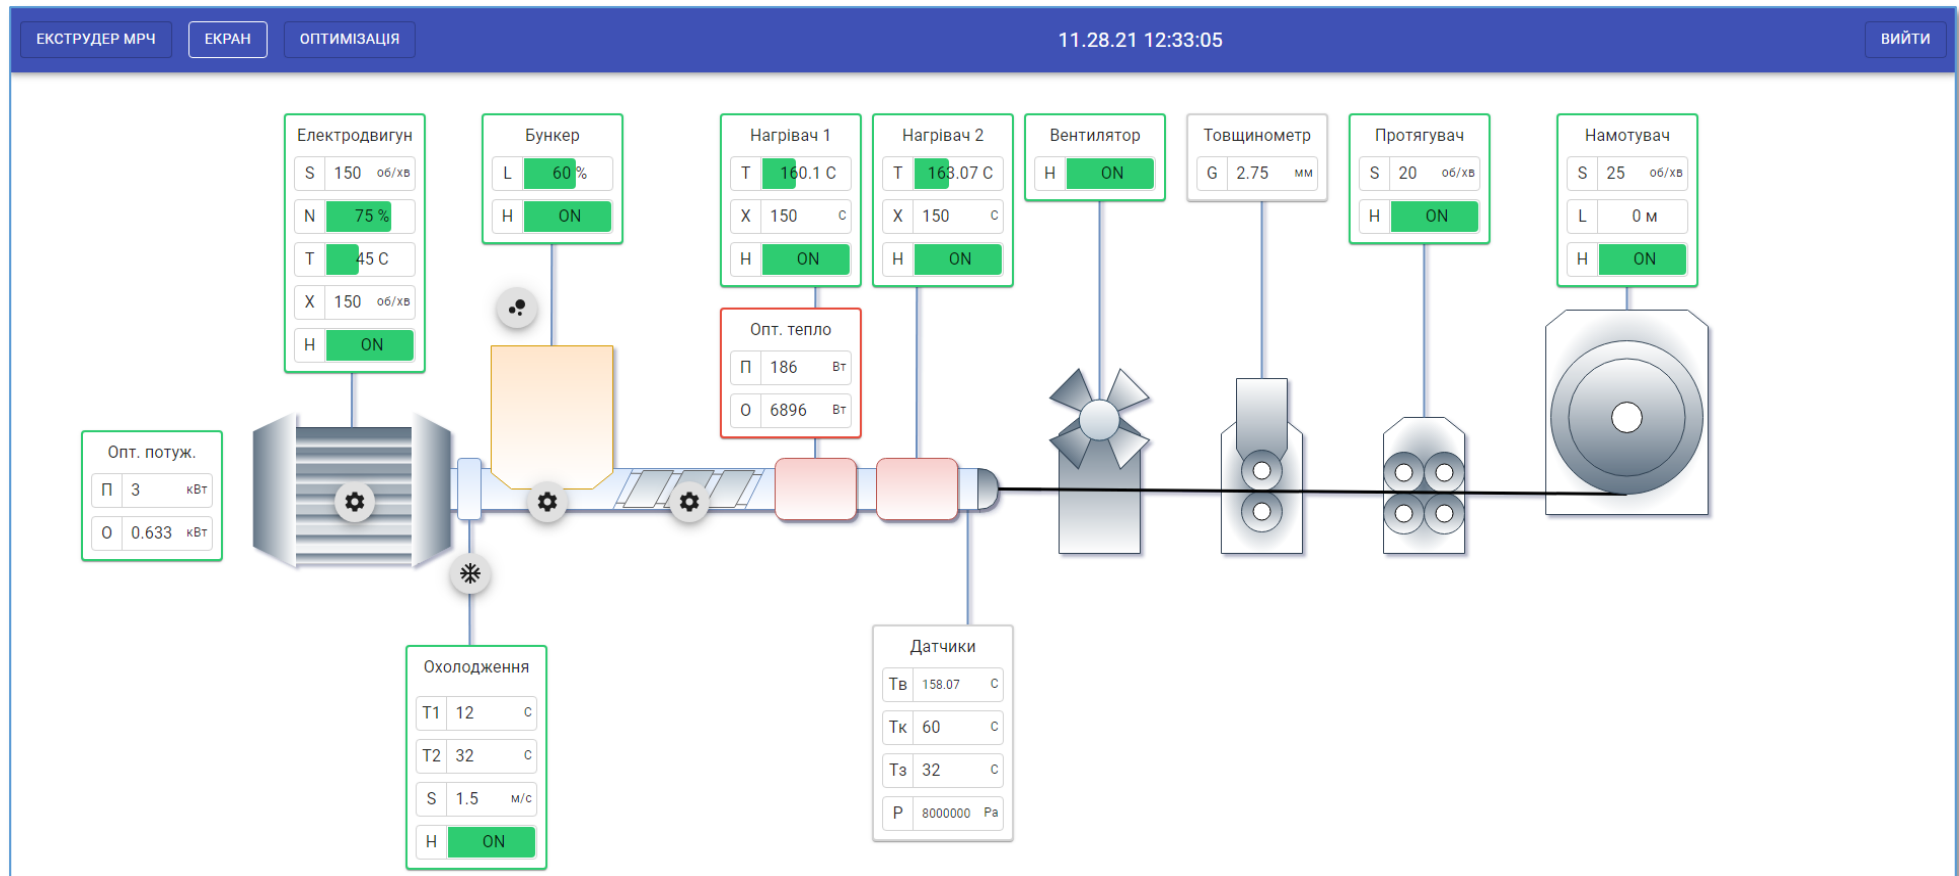 ЕКСТРУДЕР МРЧ ЕКРАН ОПТИМІЗАЦІЯ 11.28.21 12:33:05 ВИЙТИ
Електродвигун
S 150 об/хв
N 75 %
T 45 C
X 150 об/хв
H ON
Бункер
L 60 %
H ON
Нагрівач 1
T 160.1 C
X 150 C
H ON
Нагрівач 2
T 163.07 C
X 150 C
H ON
Вентилятор
H ON
Товщинометр
G 2.75 мм
Протягувач
S 20 об/хв
H ON
Намотувач
S 25 об/хв
L 0 м
H ON
Опт. тепло
П 186 Вт
О 6896 Вт
Опт. потуж.
П 3 кВт
О 0.633 кВт
Охолодження
T1 12 C
T2 32 C
S 1.5 м/с
H ON
Датчики
Тв 158.07 C
Тк 60 C
Тз 32 C
P 8000000 Pa